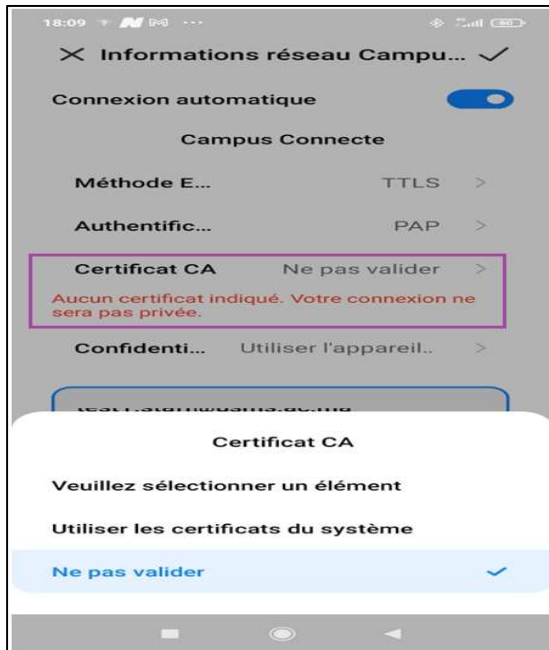 18:09
Informations réseau Campu...
Connexion automatique
Campus Connecte
Méthode E... TTLS
Authentific... PAP
Certificat CA Ne pas valider
Aucun certificat indiqué. Votre connexion ne
sera pas privée.
Confidenti... Utiliser l'appareil..
Certificat CA
Veuillez sélectionner un élément
Utiliser les certificats du système
Ne pas valider